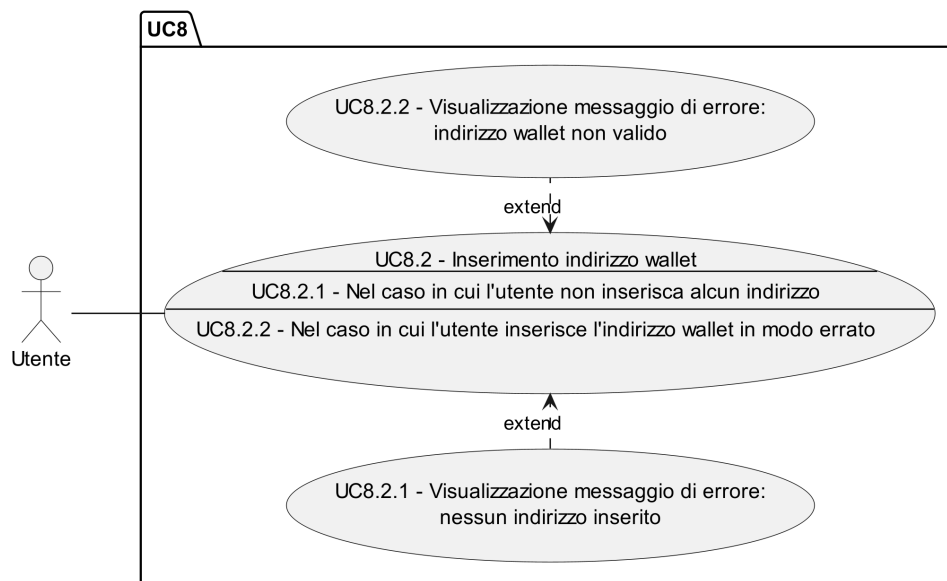 UC8
UC8.2.2 - Visualizzazione messaggio di errore:
indirizzo wallet non valido
extend
UC8.2 - Inserimento indirizzo wallet
UC8.2.1 - Nel caso in cui l'utente non inserisca alcun indirizzo
UC8.2.2 - Nel caso in cui l'utente inserisce l'indirizzo wallet in modo errato
Utente
extend
UC8.2.1 - Visualizzazione messaggio di errore:
nessun indirizzo inserito